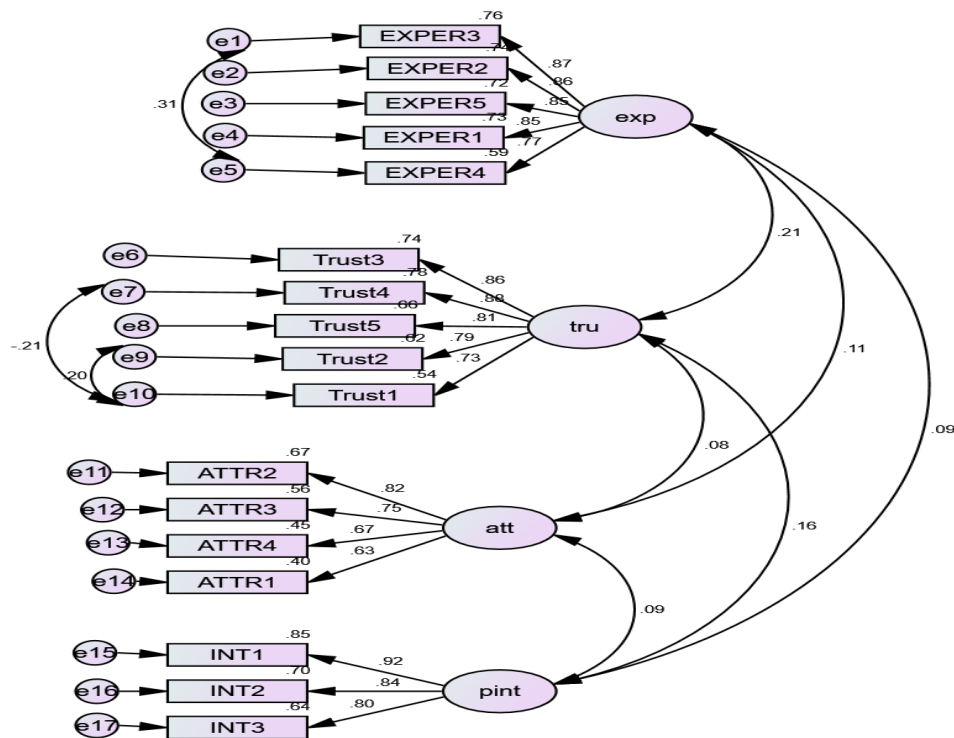 .76
e1
EXPER3
.74
.87
e2
EXPER2
.86
.72
e3
EXPER5
.85
exp
.31
.73
e4
EXPER1
.85
.77
.59
e5
EXPER4
.21
.74
e6
Trust3
.78
.86
e7
Trust4
.88
.66
e8
Trust5
.81
tru
-.21
.62
e9
Trust2
.79
.11
.73
.20
.54
e10
Trust1
.09
.08
.67
e11
ATTR2
.82
.56
e12
ATTR3
.75
att
.16
.45
e13
ATTR4
.67
.63
.40
e14
ATTR1
.09
.85
e15
INT1
.92
.70
e16
INT2
.84
pint
.64
.80
e17
INT3